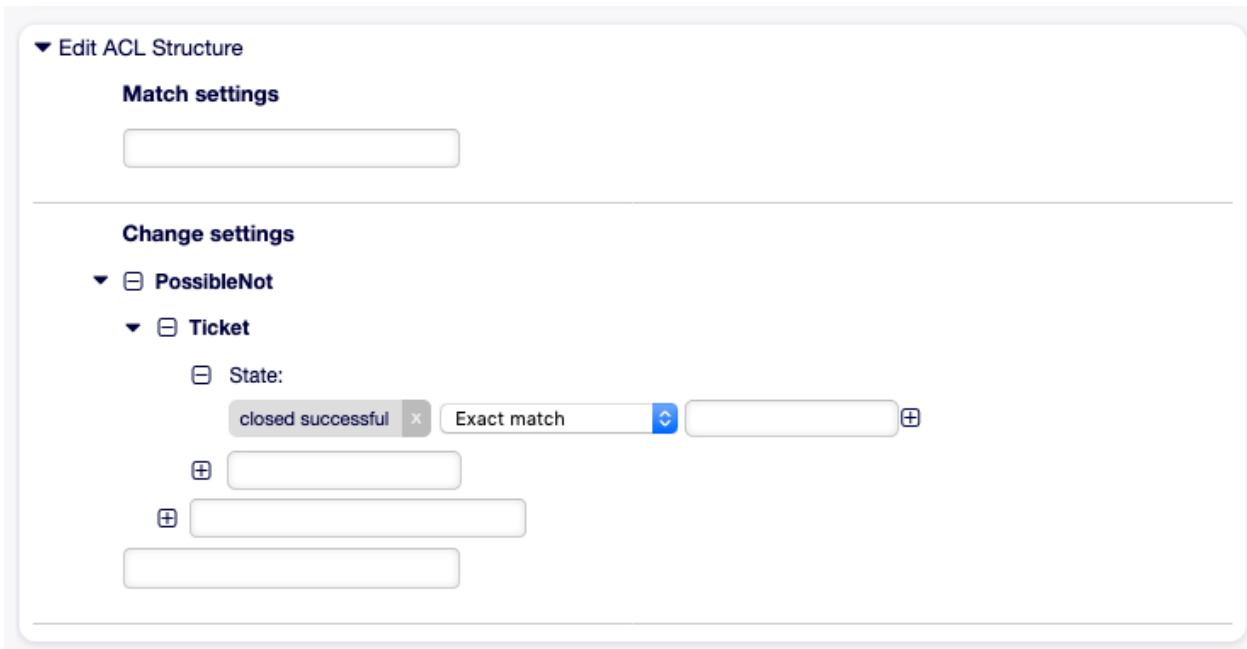 Edit ACL Structure
Match settings
Change settings
PossibleNot
Ticket
State:
closed successful x Exact match